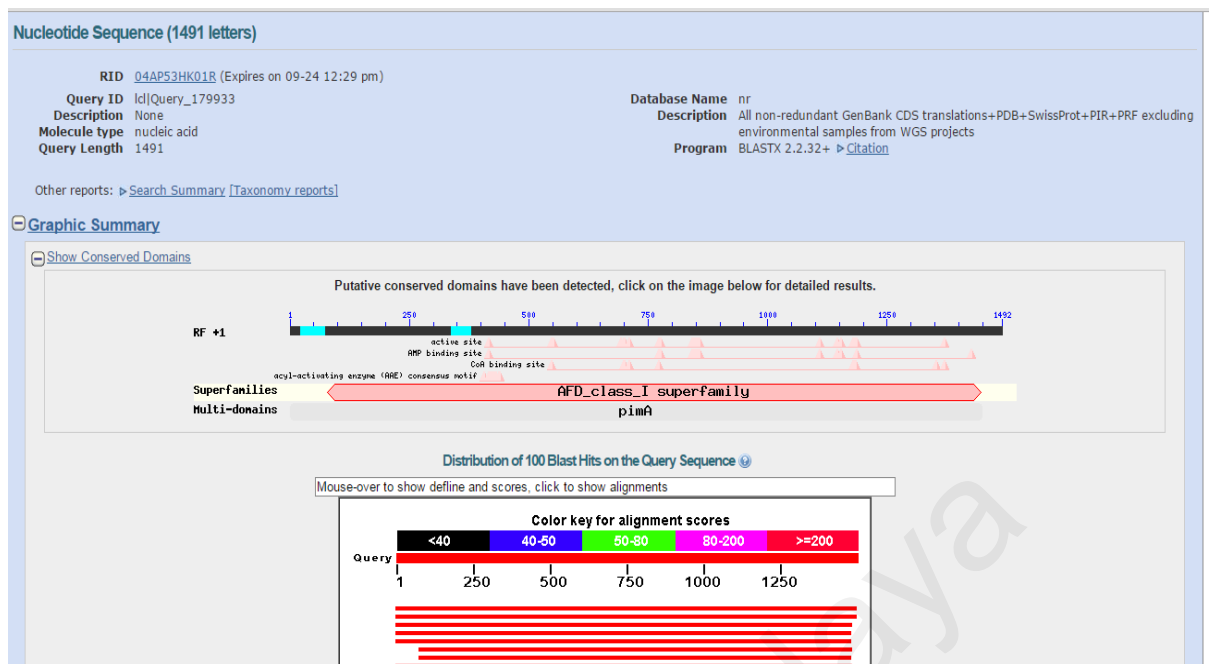 Nucleotide Sequence (1491 letters)
RID 04AP53HK01R (Expires on 09-24 12:29 pm)
Query ID lcl|Query_179933
Description None
Molecule type nucleic acid
Query Length 1491
Database Name nr
Description All non-redundant GenBank CDS translations+PDB+SwissProt+PIR+PRF excluding
environmental samples from WGS projects
Program BLASTX 2.2.32+ ▷Citation
Other reports: ▷Search Summary [Taxonomy reports]
Graphic Summary
Show Conserved Domains
Putative conserved domains have been detected, click on the image below for detailed results.
1 250 500 750 1000 1250 1492
RF +1
active site
AMP binding site
CoA binding site
acyl-activating enzyme (AAE) consensus motif
Superfamilies AFD_class_I superfamily
Multi-domains pimA
Distribution of 100 Blast Hits on the Query Sequence
Mouse-over to show defline and scores, click to show alignments
Color key for alignment scores
<40 40-50 50-80 80-200 >=200
Query
1 250 500 750 1000 1250